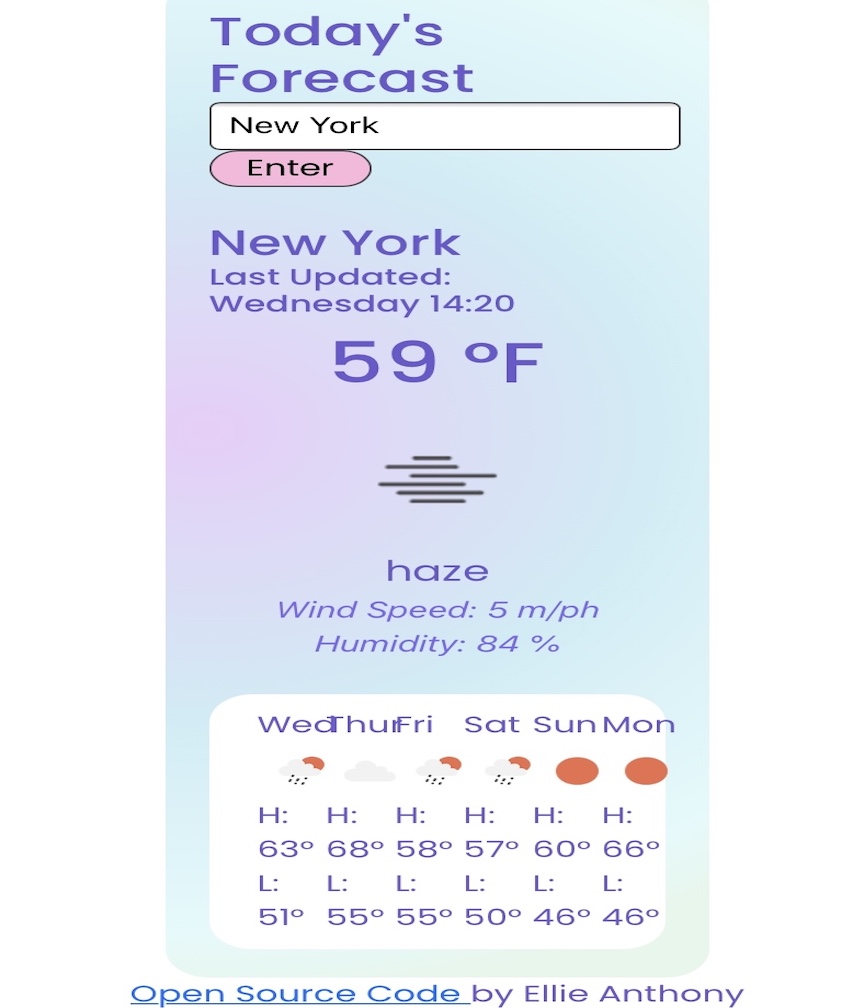 Today's
Forecast
New York
Enter
New York
Last Updated:
Wednesday 14:20
59 °F
haze
Wind Speed: 5 m/ph
Humidity: 84 %
Wed Thur Fri Sat Sun Mon
H: H: H: H: H: H:
63° 68° 58° 57° 60° 66°
L: L: L: L: L: L:
51° 55° 55° 50° 46° 46°
Open Source Code by Ellie Anthony